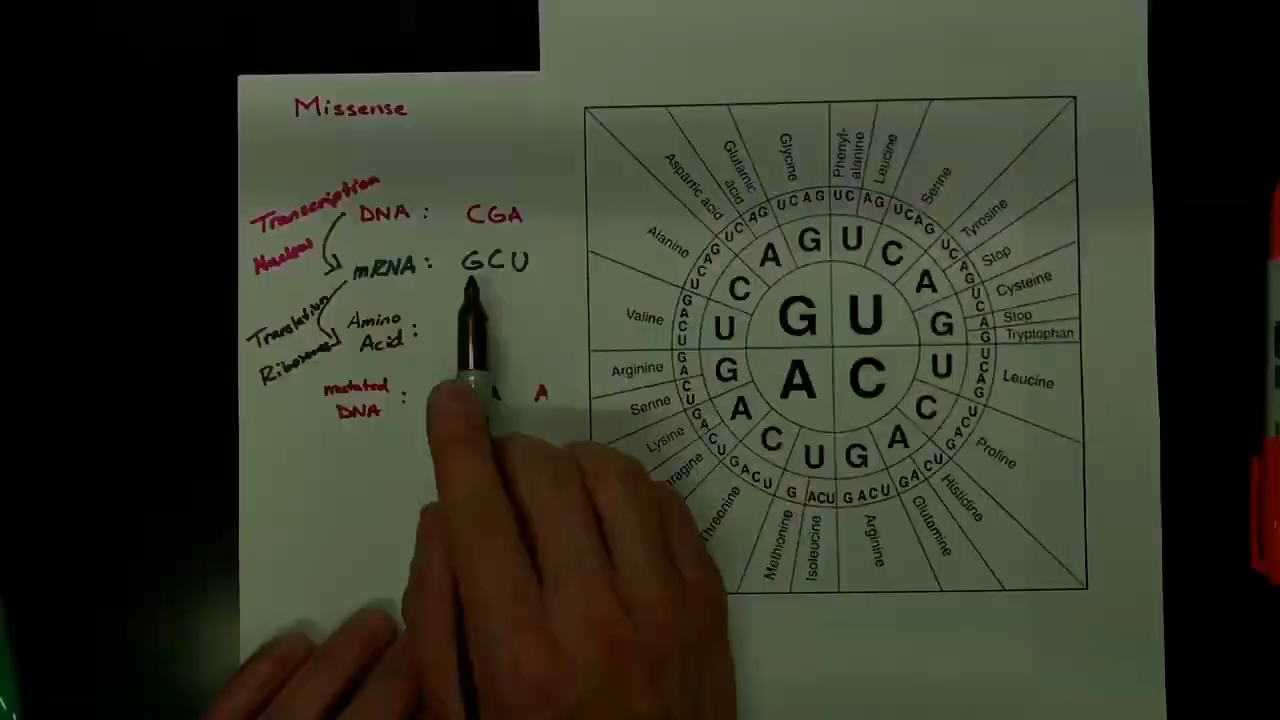 Missense
Transcription
Nucleus
DNA : CGA
mRNA : GCU
Translation
Ribosomes
Amino
Acid :
mutated
DNA : A
Glycine
Phenyl-
alanine
Leucine
Serine
Tyrosine
Stop
Cysteine
Stop
Tryptophan
Leucine
Proline
Histidine
Glutamine
Arginine
Isoleucine
Methionine
Threonine
Lysine
Serine
Arginine
Valine
Alanine
Aspartic acid
Glutamic
acid
G U
A C
G U C A G U C A G U C A G U C A
U C A G U C A G U C A G U C A G U C A G U C A G U C A G